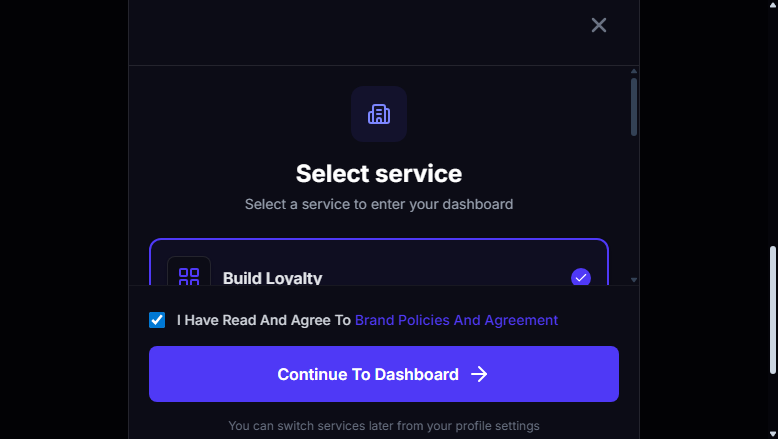 Select service
Select a service to enter your dashboard
Build Loyalty
I Have Read And Agree To Brand Policies And Agreement
Continue To Dashboard
You can switch services later from your profile settings